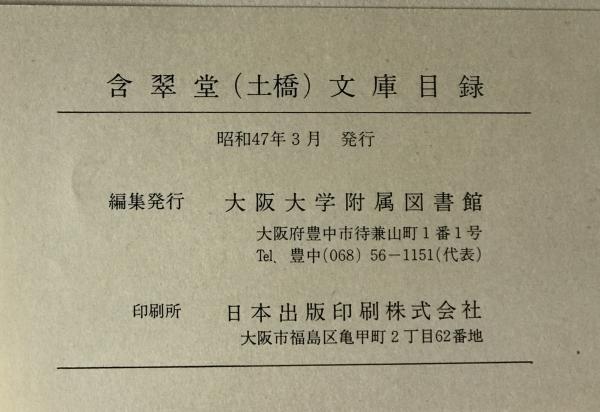 含翠堂(土橋)文庫目録
昭和47年3月 発行
編集発行 大阪大学附属図書館
大阪府豊中市待兼山町1番1号
Tel、豊中(068) 56-1151(代表)
印刷所 日本出版印刷株式会社
大阪市福島区亀甲町2丁目62番地